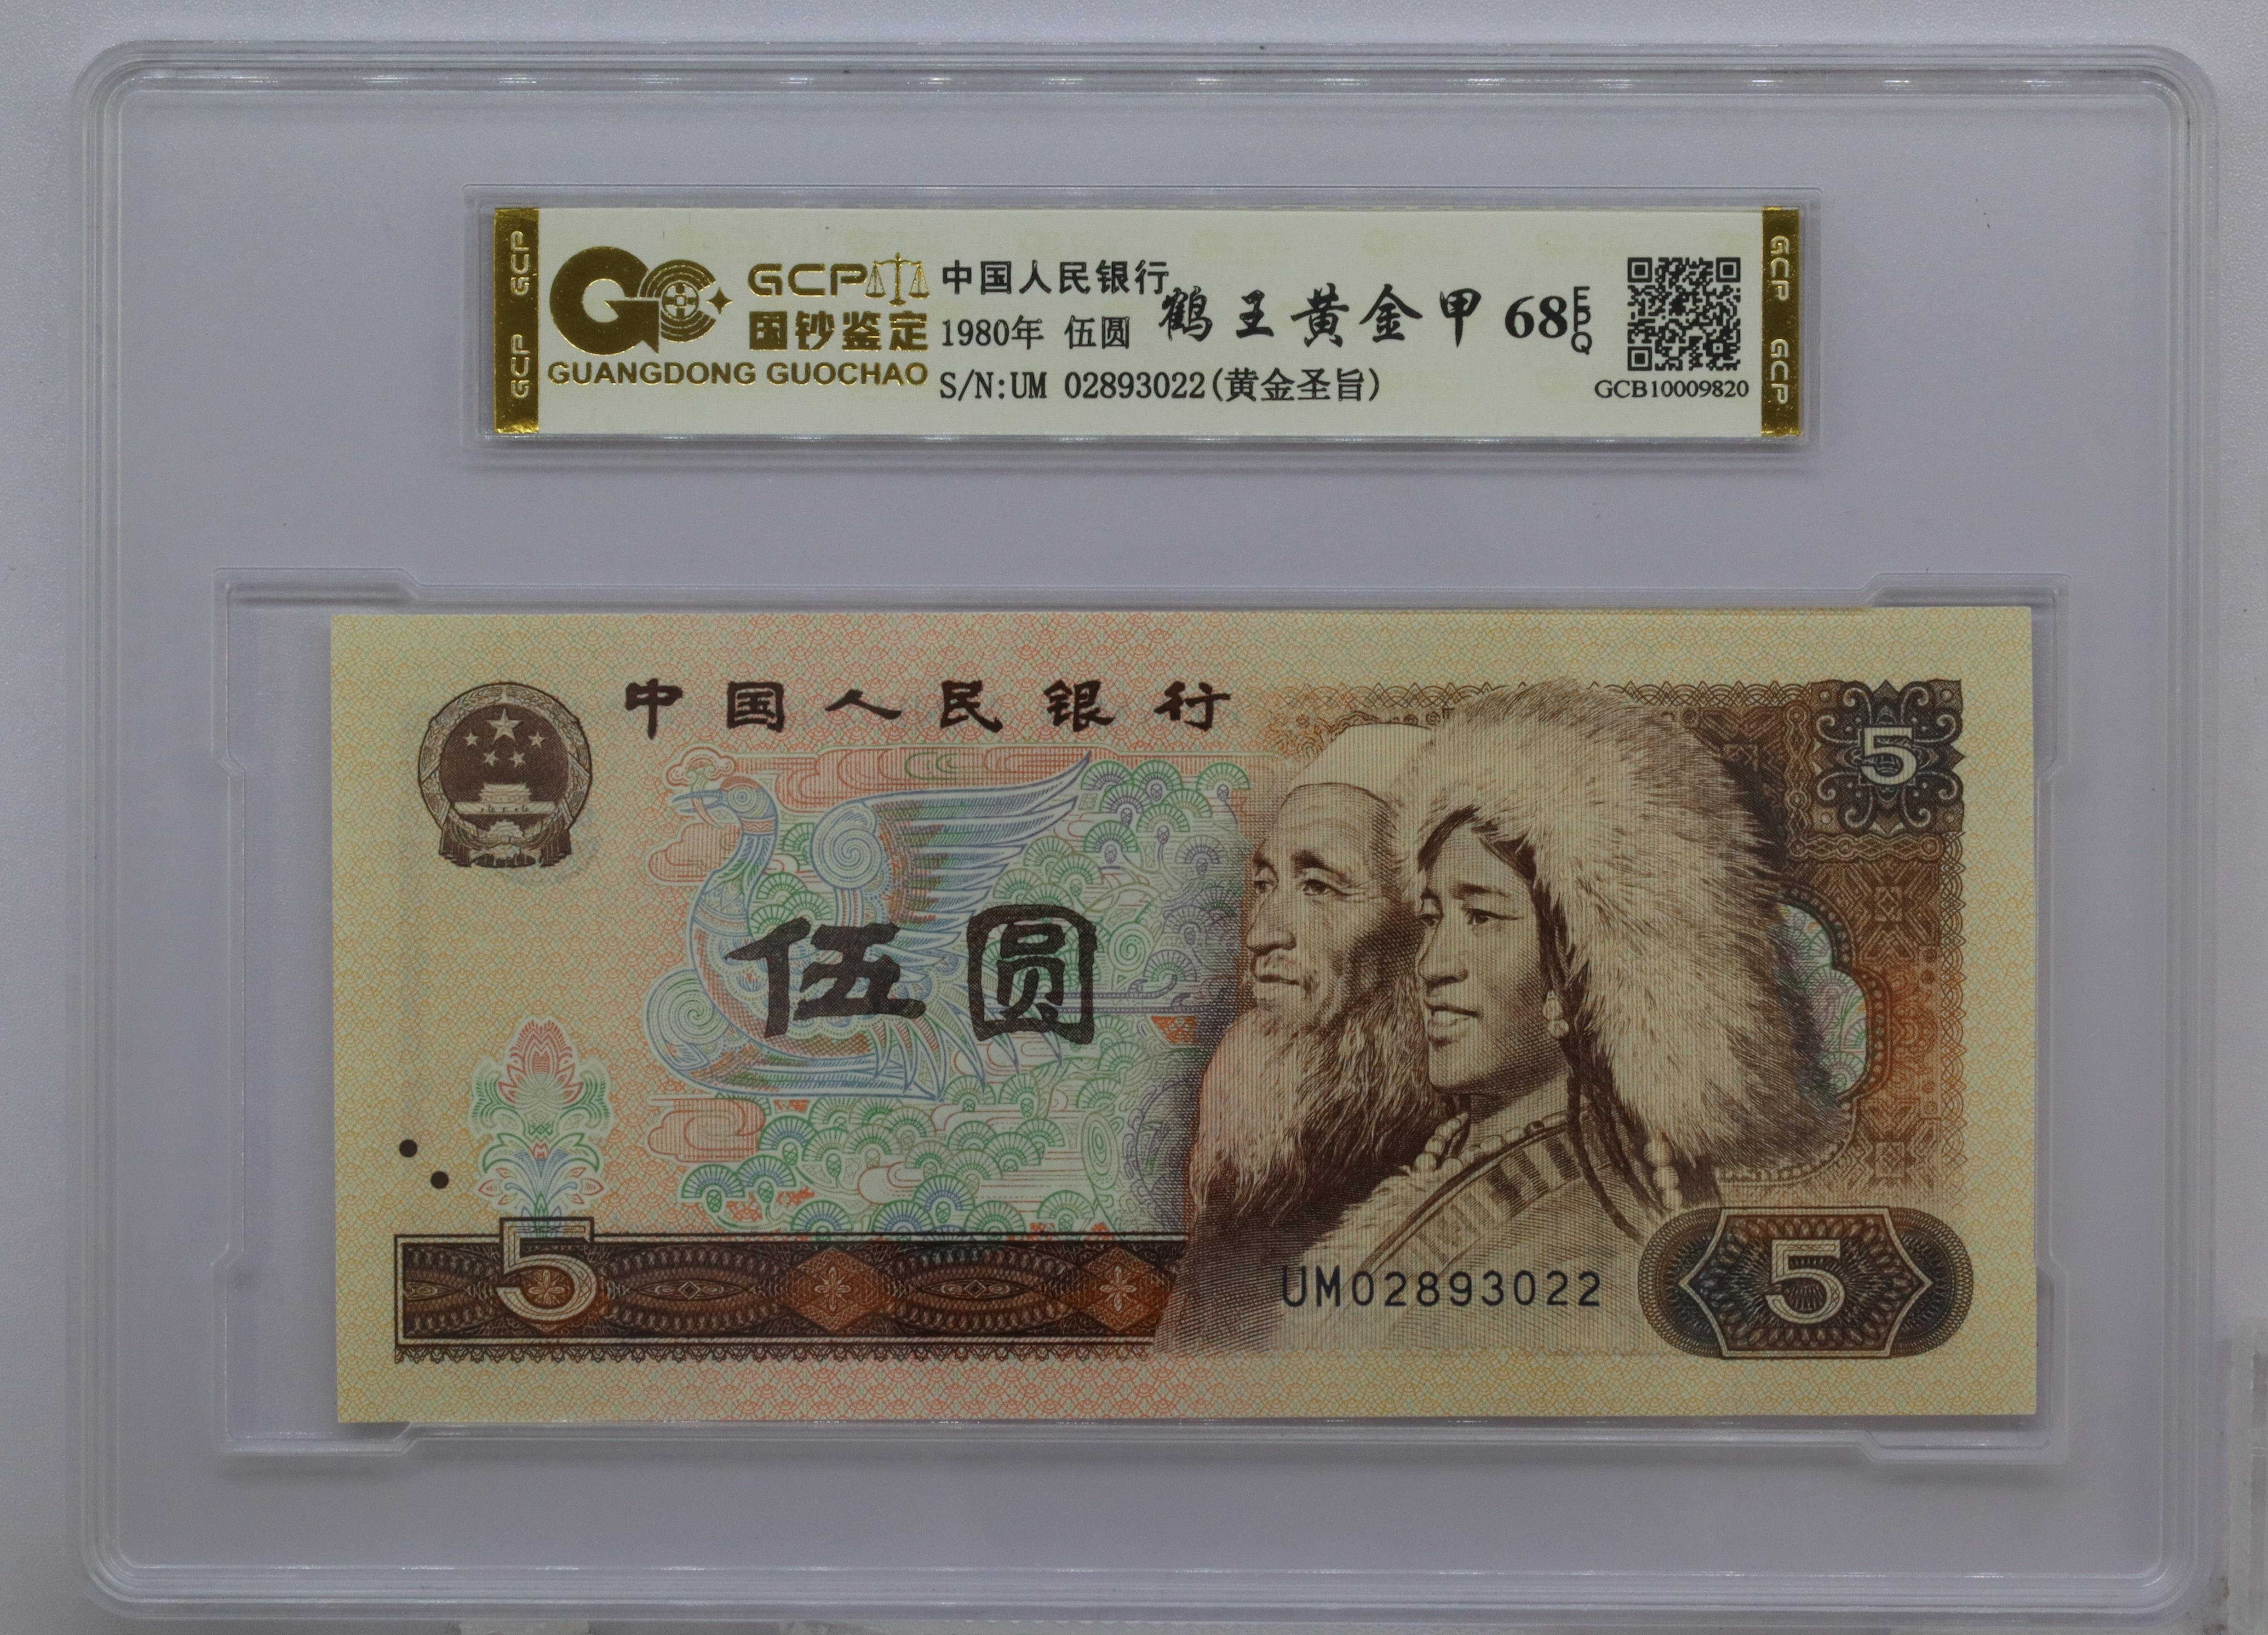 GCP
GCP
GC
GCP
国钞鉴定
GUANGDONG GUOCHAO
中国人民银行
1980年 伍圆
S/N:UM 02893022(黄金圣旨)
鹤王黄金甲 68 EPQ
GCB10009820
GCP
GCP
中国人民银行
5
伍圆
5
UM02893022
5